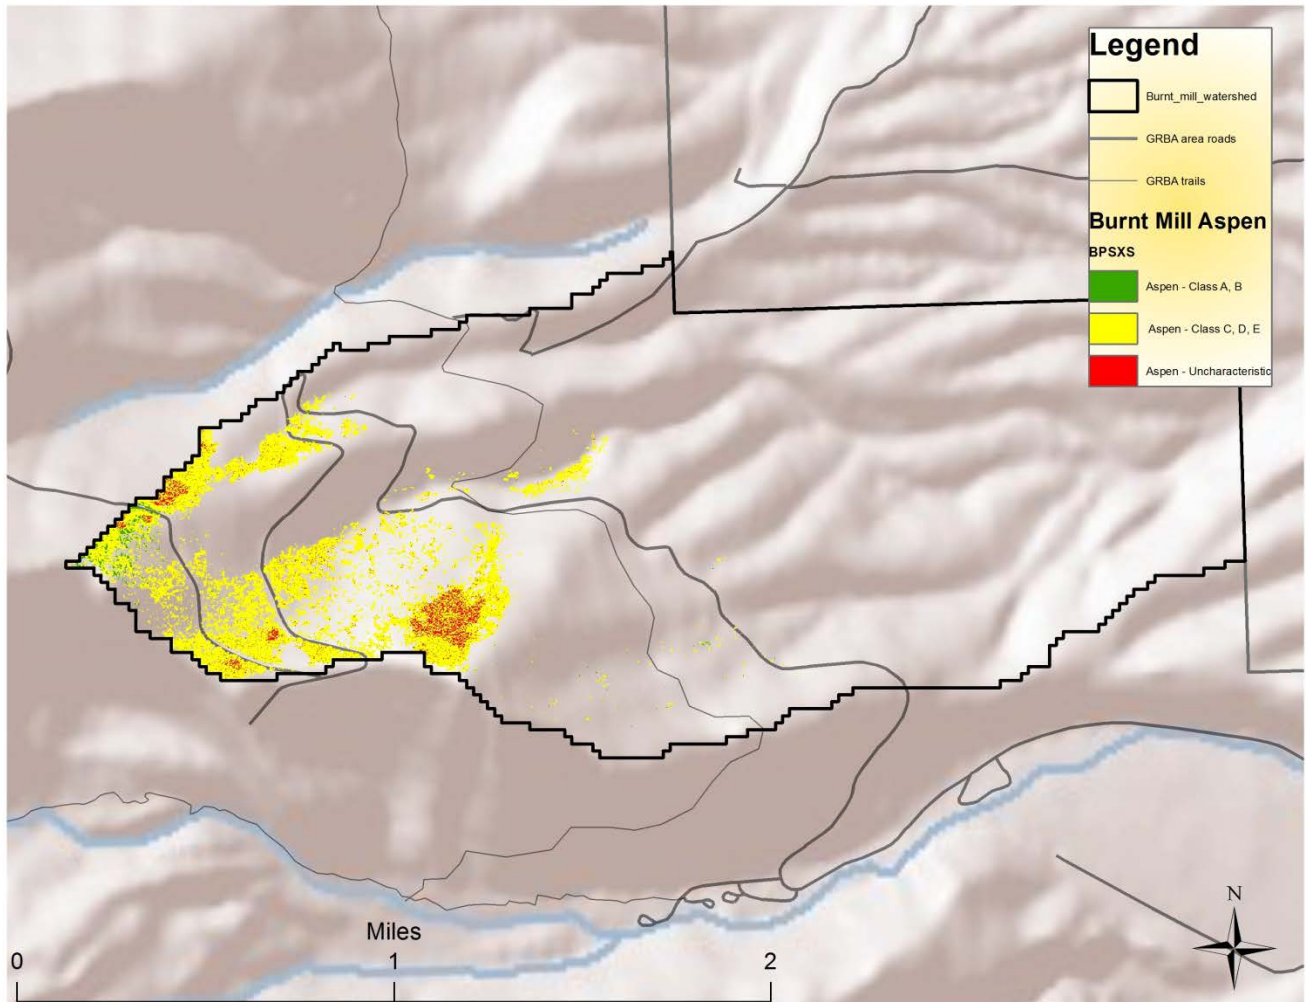 Legend
Burnt_mill_watershed
GRBA area roads
GRBA trails
Burnt Mill Aspen
BPSXS
Aspen - Class A, B
Aspen - Class C, D, E
Aspen - Uncharacteristic
N
Miles
0 1 2